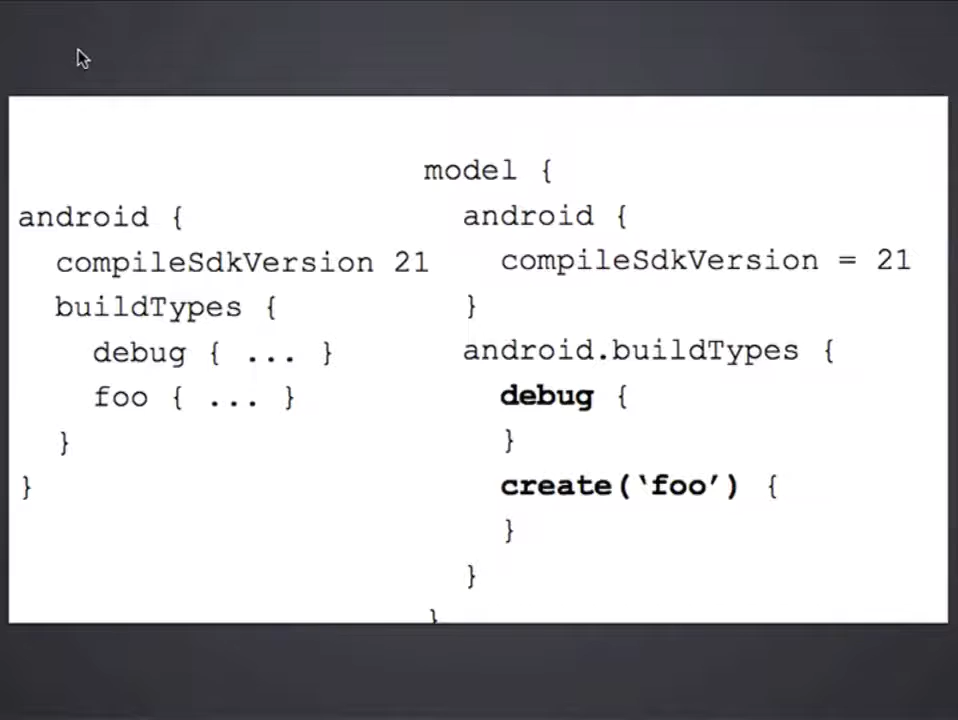 android {
  compileSdkVersion 21
  buildTypes {
    debug { ... }
    foo { ... }
  }
}
model {
  android {
    compileSdkVersion = 21
  }
  android.buildTypes {
    debug {
    }
    create(‘foo’) {
    }
  }
}